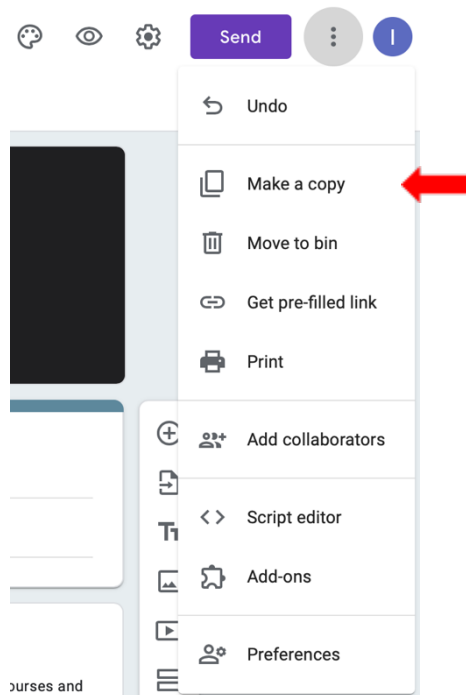 Send
I
Undo
Make a copy
Move to bin
Get pre-filled link
Print
Add collaborators
Script editor
Add-ons
Preferences
and